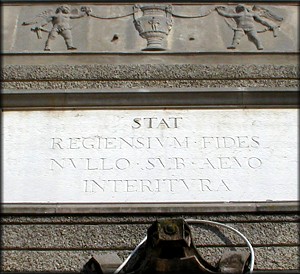 STAT
REGIENSIVM · FIDES
NVLLO · SVB · AEVO
INTERITVRA